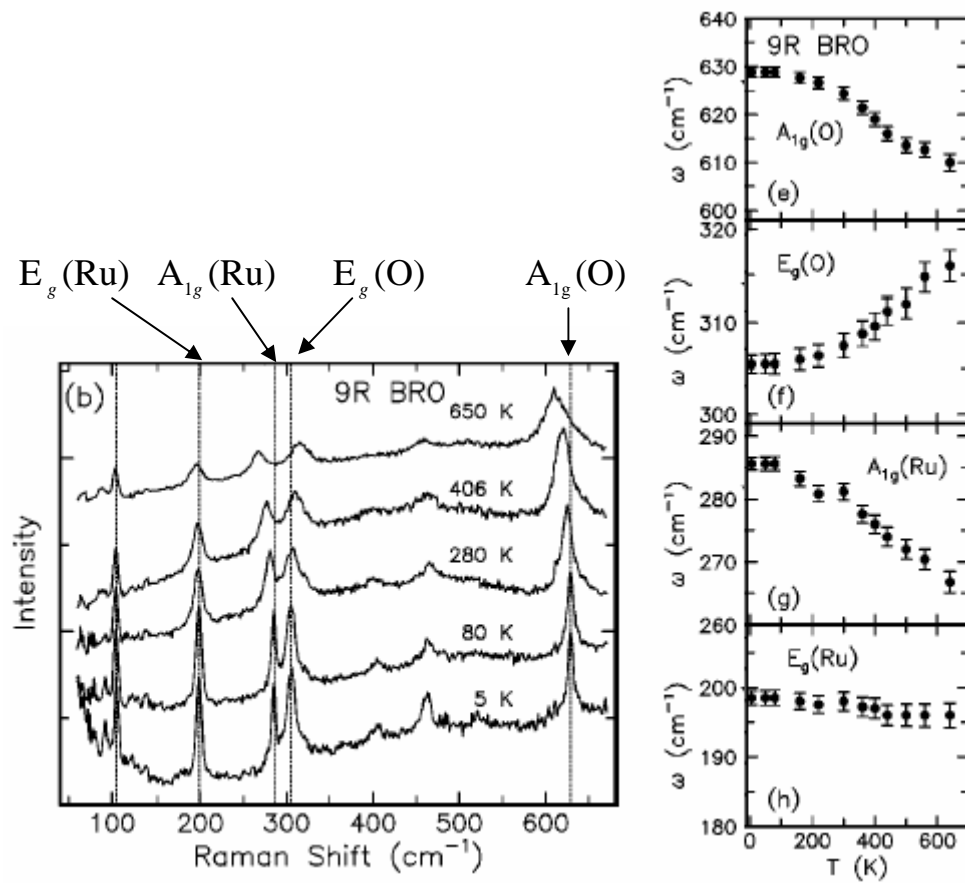 E_g (Ru) A_1g (Ru) E_g (O) A_1g (O)
(b) 9R BRO
650 K
406 K
280 K
80 K
5 K
Intensity
100 200 300 400 500 600
Raman Shift (cm⁻¹)
9R BRO
A_1g(O)
(e)
640
630
620
610
600
ω (cm⁻¹)
E_g(O)
(f)
320
310
300
ω (cm⁻¹)
A_1g(Ru)
(g)
290
280
270
260
ω (cm⁻¹)
E_g(Ru)
(h)
200
190
180
ω (cm⁻¹)
0 200 400 600
T (K)